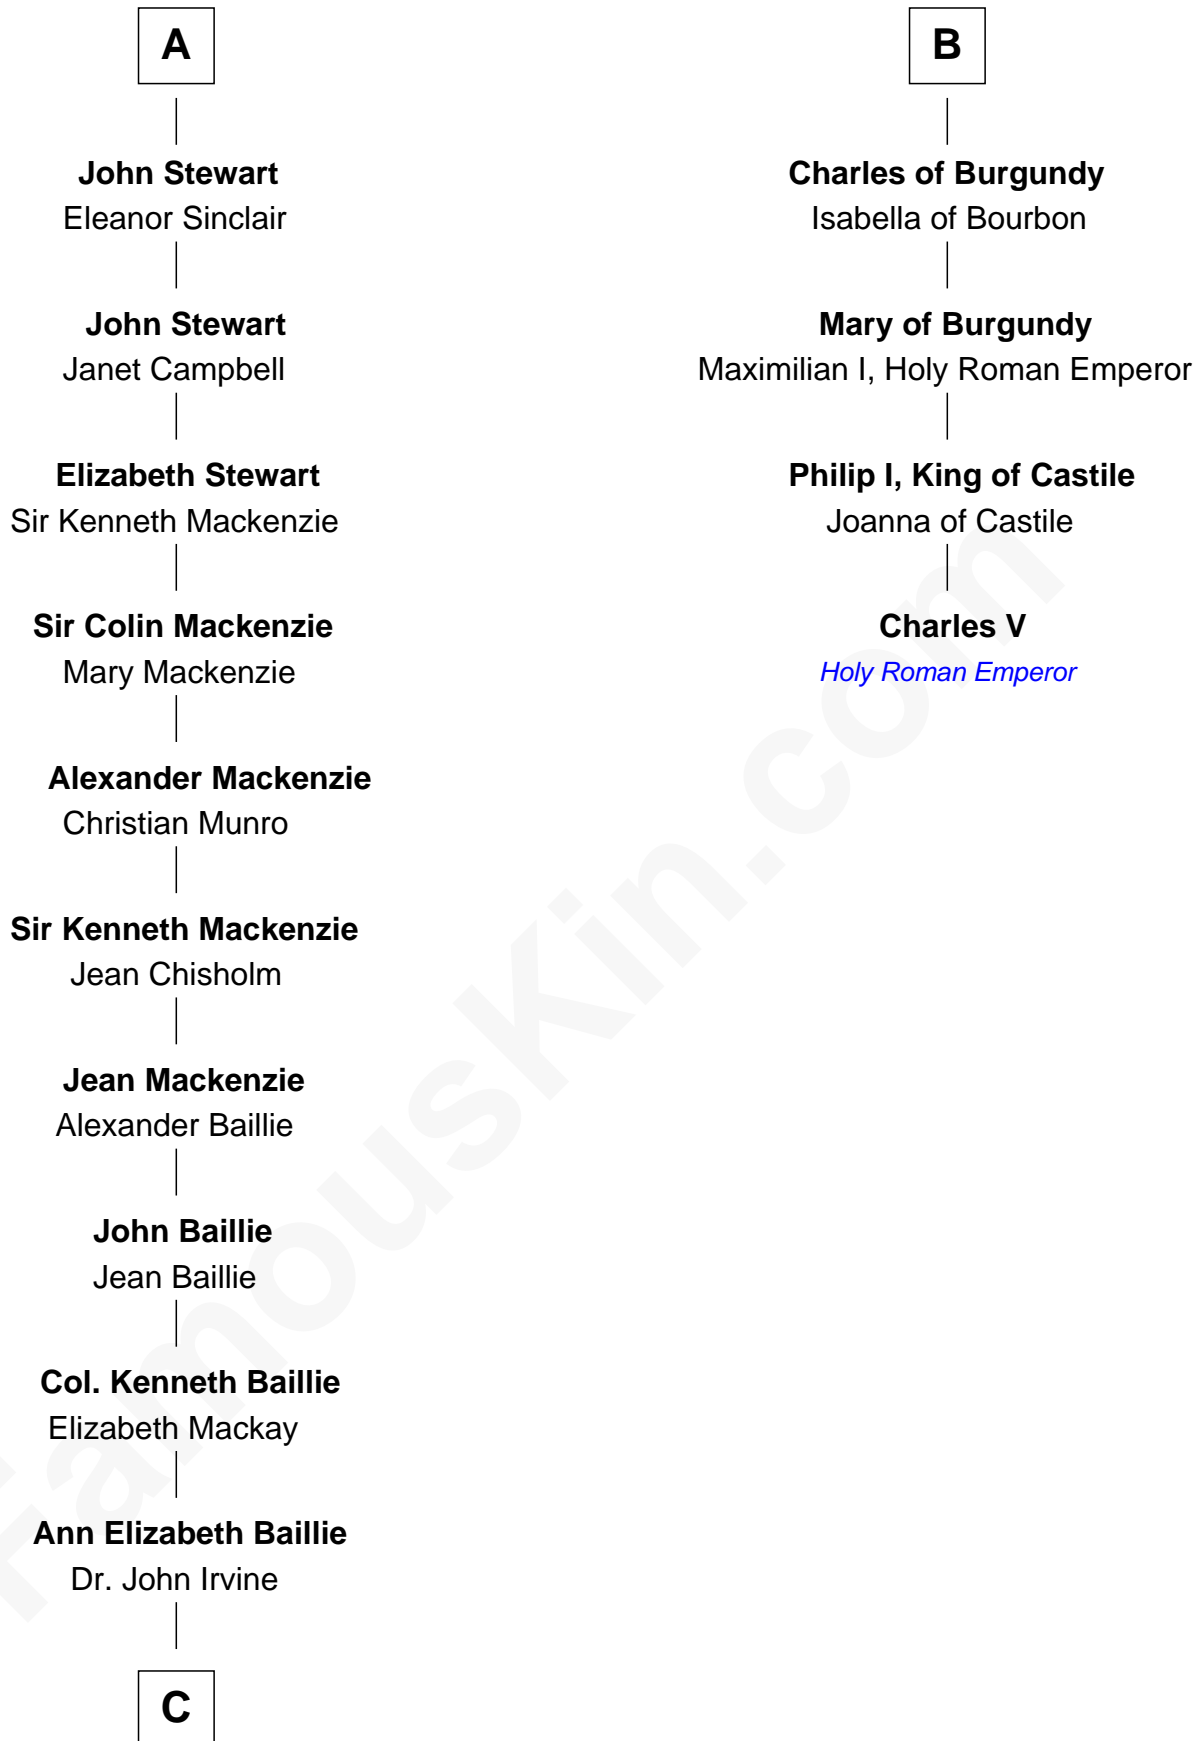 A
John Stewart
Eleanor Sinclair
John Stewart
Janet Campbell
Elizabeth Stewart
Sir Kenneth Mackenzie
Sir Colin Mackenzie
Mary Mackenzie
Alexander Mackenzie
Christian Munro
Sir Kenneth Mackenzie
Jean Chisholm
Jean Mackenzie
Alexander Baillie
John Baillie
Jean Baillie
Col. Kenneth Baillie
Elizabeth Mackay
Ann Elizabeth Baillie
Dr. John Irvine
C
B
Charles of Burgundy
Isabella of Bourbon
Mary of Burgundy
Maximilian I, Holy Roman Emperor
Philip I, King of Castile
Joanna of Castile
Charles V
Holy Roman Emperor
FamousKin.com